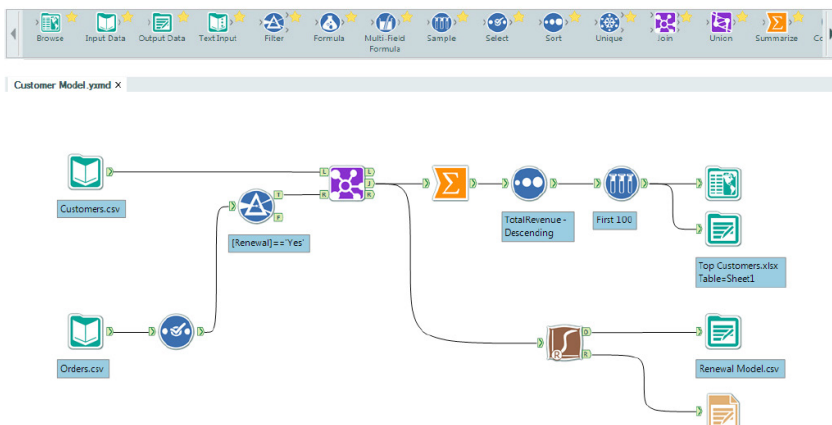 Browse
Input Data
Output Data
Text Input
Filter
Formula
Multi-Field
Formula
Sample
Select
Sort
Unique
Join
Union
Summarize
Customer Model.yxmd ×
L
R
L
J
R
Customers.csv
T
F
[Renewal]=='Yes'
TotalRevenue -
Descending
First 100
Top Customers.xlsx
Table=Sheet1
Orders.csv
R
O
R
Renewal Model.csv